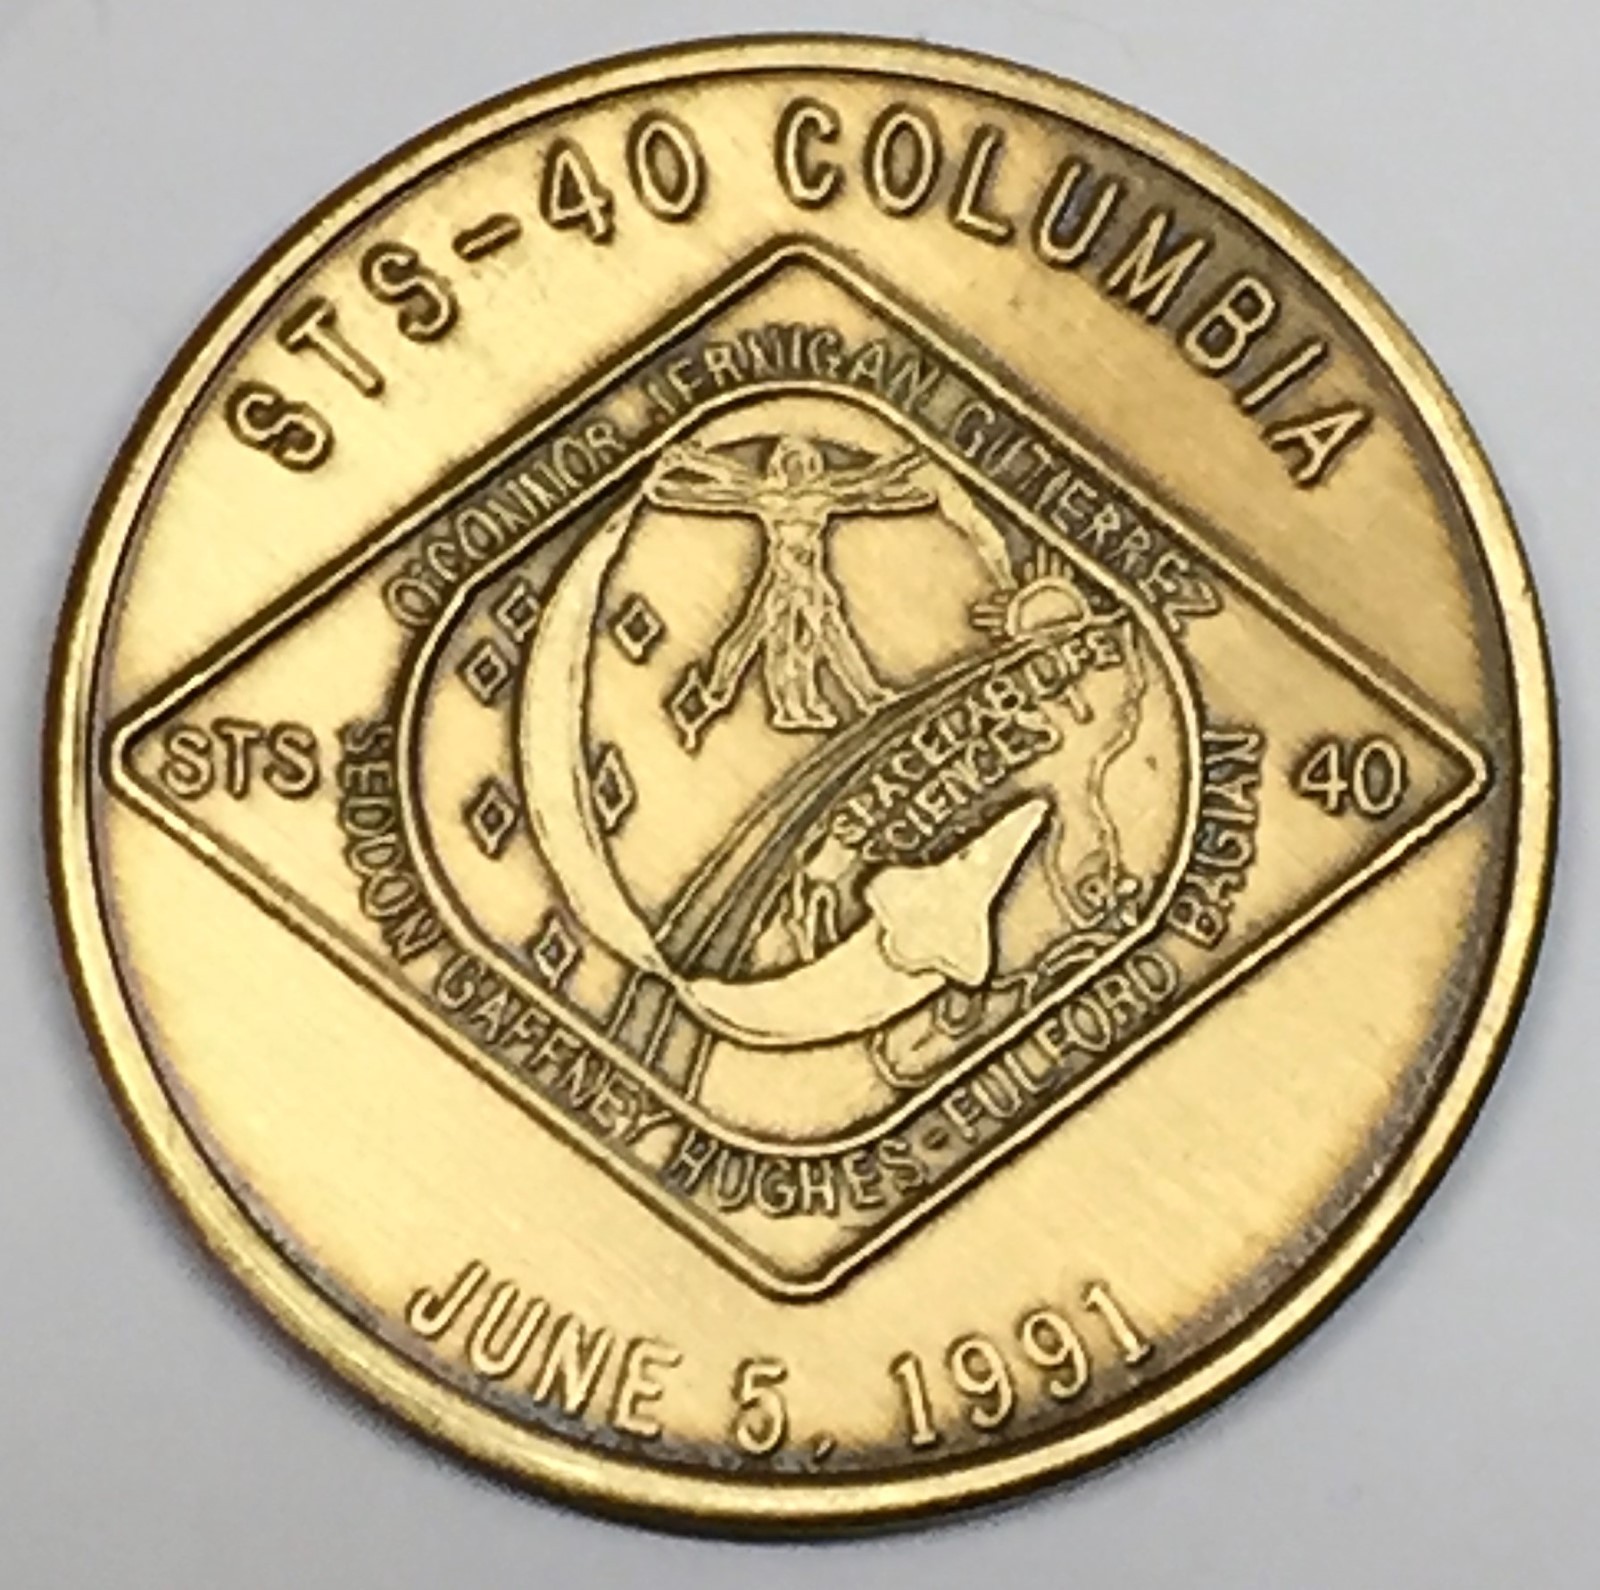 STS-40 COLUMBIA
O'CONNOR JERNIGAN GUTIERREZ
STS
40
SPACELAB LIFE
SCIENCES 1
SEDDON GAFFNEY HUGHES-FULFORD BAGIAN
JUNE 5, 1991